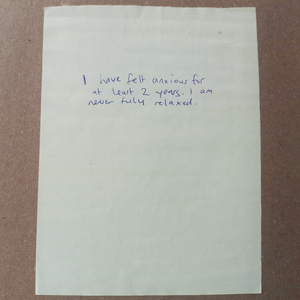 I have felt anxious for
at least 2 years. I am
never fully relaxed.